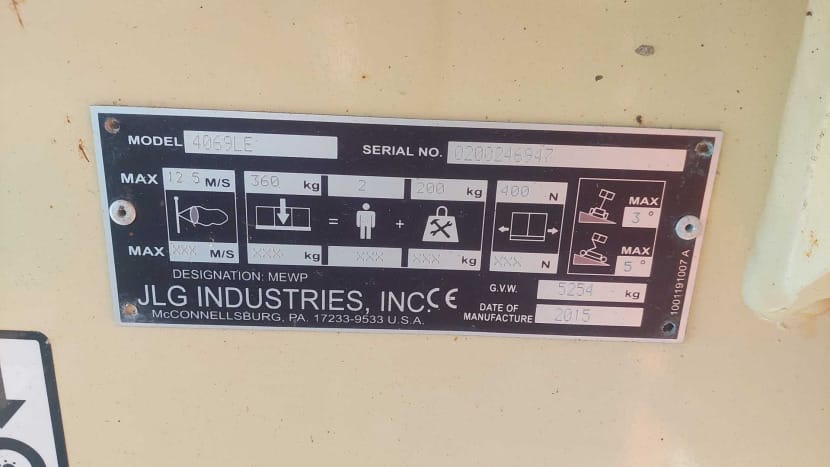 MODEL 4069LE SERIAL NO. 0200246947
MAX 12.5 M/S 360 kg 2 200 kg 400 N
= + MAX
3°
MAX XXX M/S XXX kg XXX XXX kg XXX N MAX
5°
DESIGNATION: MEWP G.V.W. 5254 kg
JLG INDUSTRIES, INC. CE
McCONNELLSBURG, PA. 17233-9533 U.S.A. DATE OF
MANUFACTURE 2015
1001191007 A